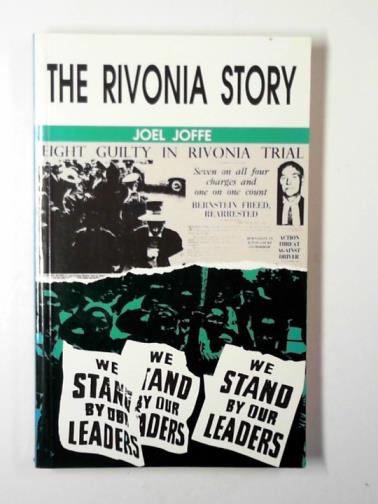 THE RIVONIA STORY
JOEL JOFFE
EIGHT GUILTY IN RIVONIA TRIAL
Seven on all four
charges and
one on one count
BERNSTEIN FREED,
REARRESTED
ACTION
THREAT
AGAINST
DRIVER
WE
STAND
BY OUR
LEADERS
WE
TAND
BY OUR
ADERS
WE
STAND
BY OUR
LEADERS